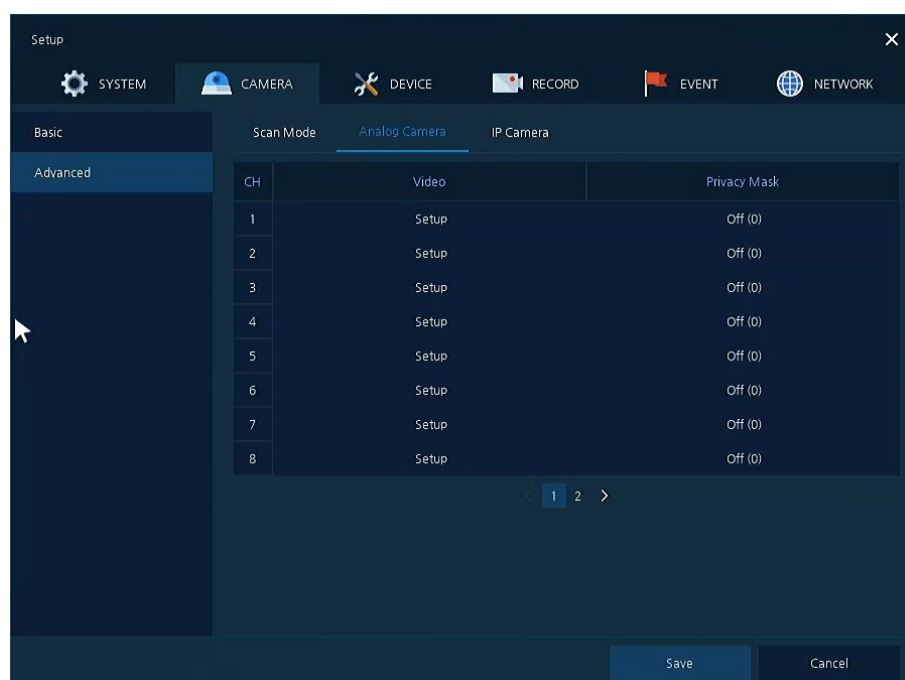 Setup
SYSTEM CAMERA DEVICE RECORD EVENT NETWORK
Basic
Advanced
Scan Mode Analog Camera IP Camera
CH Video Privacy Mask
1 Setup Off (0)
2 Setup Off (0)
3 Setup Off (0)
4 Setup Off (0)
5 Setup Off (0)
6 Setup Off (0)
7 Setup Off (0)
8 Setup Off (0)
1 2
Save Cancel